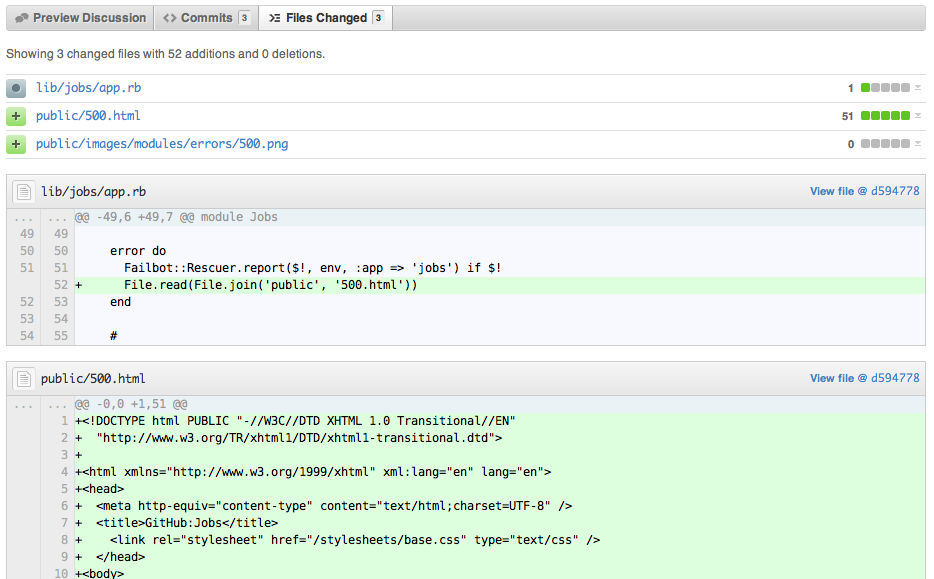 Preview Discussion Commits 3 Files Changed 3
Showing 3 changed files with 52 additions and 0 deletions.
lib/jobs/app.rb 1
+ public/500.html 51
+ public/images/modules/errors/500.png 0
lib/jobs/app.rb View file @ d594778
... ... @@ -49,6 +49,7 @@ module Jobs
49 49
50 50     error do
51 51       Failbot::Rescuer.report($!, env, :app => 'jobs') if $!
52 +      File.read(File.join('public', '500.html'))
52 53     end
53 54
54 55     #
public/500.html View file @ d594778
... ... @@ -0,0 +1,51 @@
1 +<!DOCTYPE html PUBLIC "-//W3C//DTD XHTML 1.0 Transitional//EN"
2 +  "http://www.w3.org/TR/xhtml1/DTD/xhtml1-transitional.dtd">
3 +
4 +<html xmlns="http://www.w3.org/1999/xhtml" xml:lang="en" lang="en">
5 +<head>
6 +  <meta http-equiv="content-type" content="text/html;charset=UTF-8" />
7 +  <title>GitHub:Jobs</title>
8 +    <link rel="stylesheet" href="/stylesheets/base.css" type="text/css" />
9 +  </head>
10 +<body>